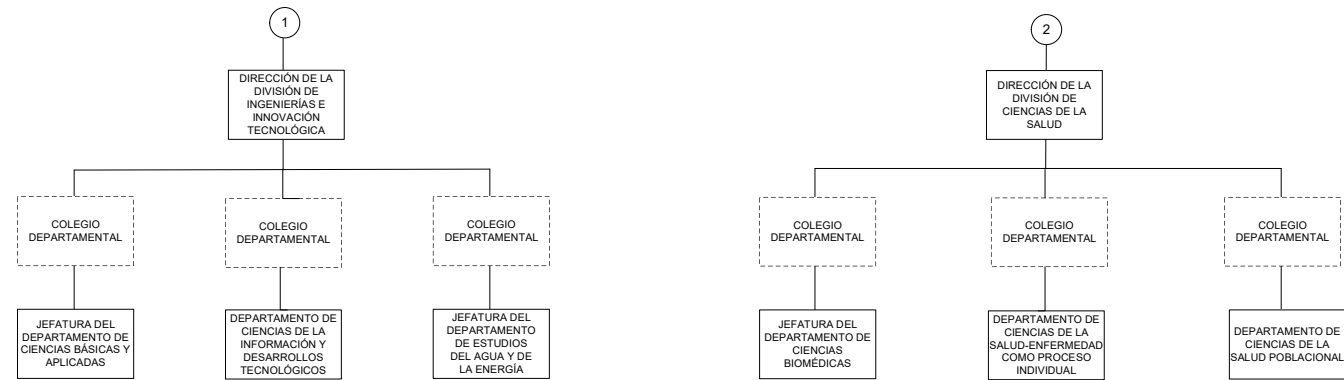 1
DIRECCIÓN DE LA
DIVISIÓN DE
INGENIERÍAS E
INNOVACIÓN
TECNOLÓGICA
COLEGIO
DEPARTAMENTAL
COLEGIO
DEPARTAMENTAL
COLEGIO
DEPARTAMENTAL
JEFATURA DEL
DEPARTAMENTO DE
CIENCIAS BÁSICAS Y
APLICADAS
DEPARTAMENTO DE
CIENCIAS DE LA
INFORMACIÓN Y
DESARROLLOS
TECNOLÓGICOS
JEFATURA DEL
DEPARTAMENTO
DE ESTUDIOS
DEL AGUA Y DE
LA ENERGÍA
2
DIRECCIÓN DE LA
DIVISIÓN DE
CIENCIAS DE LA
SALUD
COLEGIO
DEPARTAMENTAL
COLEGIO
DEPARTAMENTAL
COLEGIO
DEPARTAMENTAL
JEFATURA DEL
DEPARTAMENTO DE
CIENCIAS
BIOMÉDICAS
DEPARTAMENTO DE
CIENCIAS DE LA
SALUD-ENFERMEDAD
COMO PROCESO
INDIVIDUAL
DEPARTAMENTO DE
CIENCIAS DE LA
SALUD POBLACIONAL